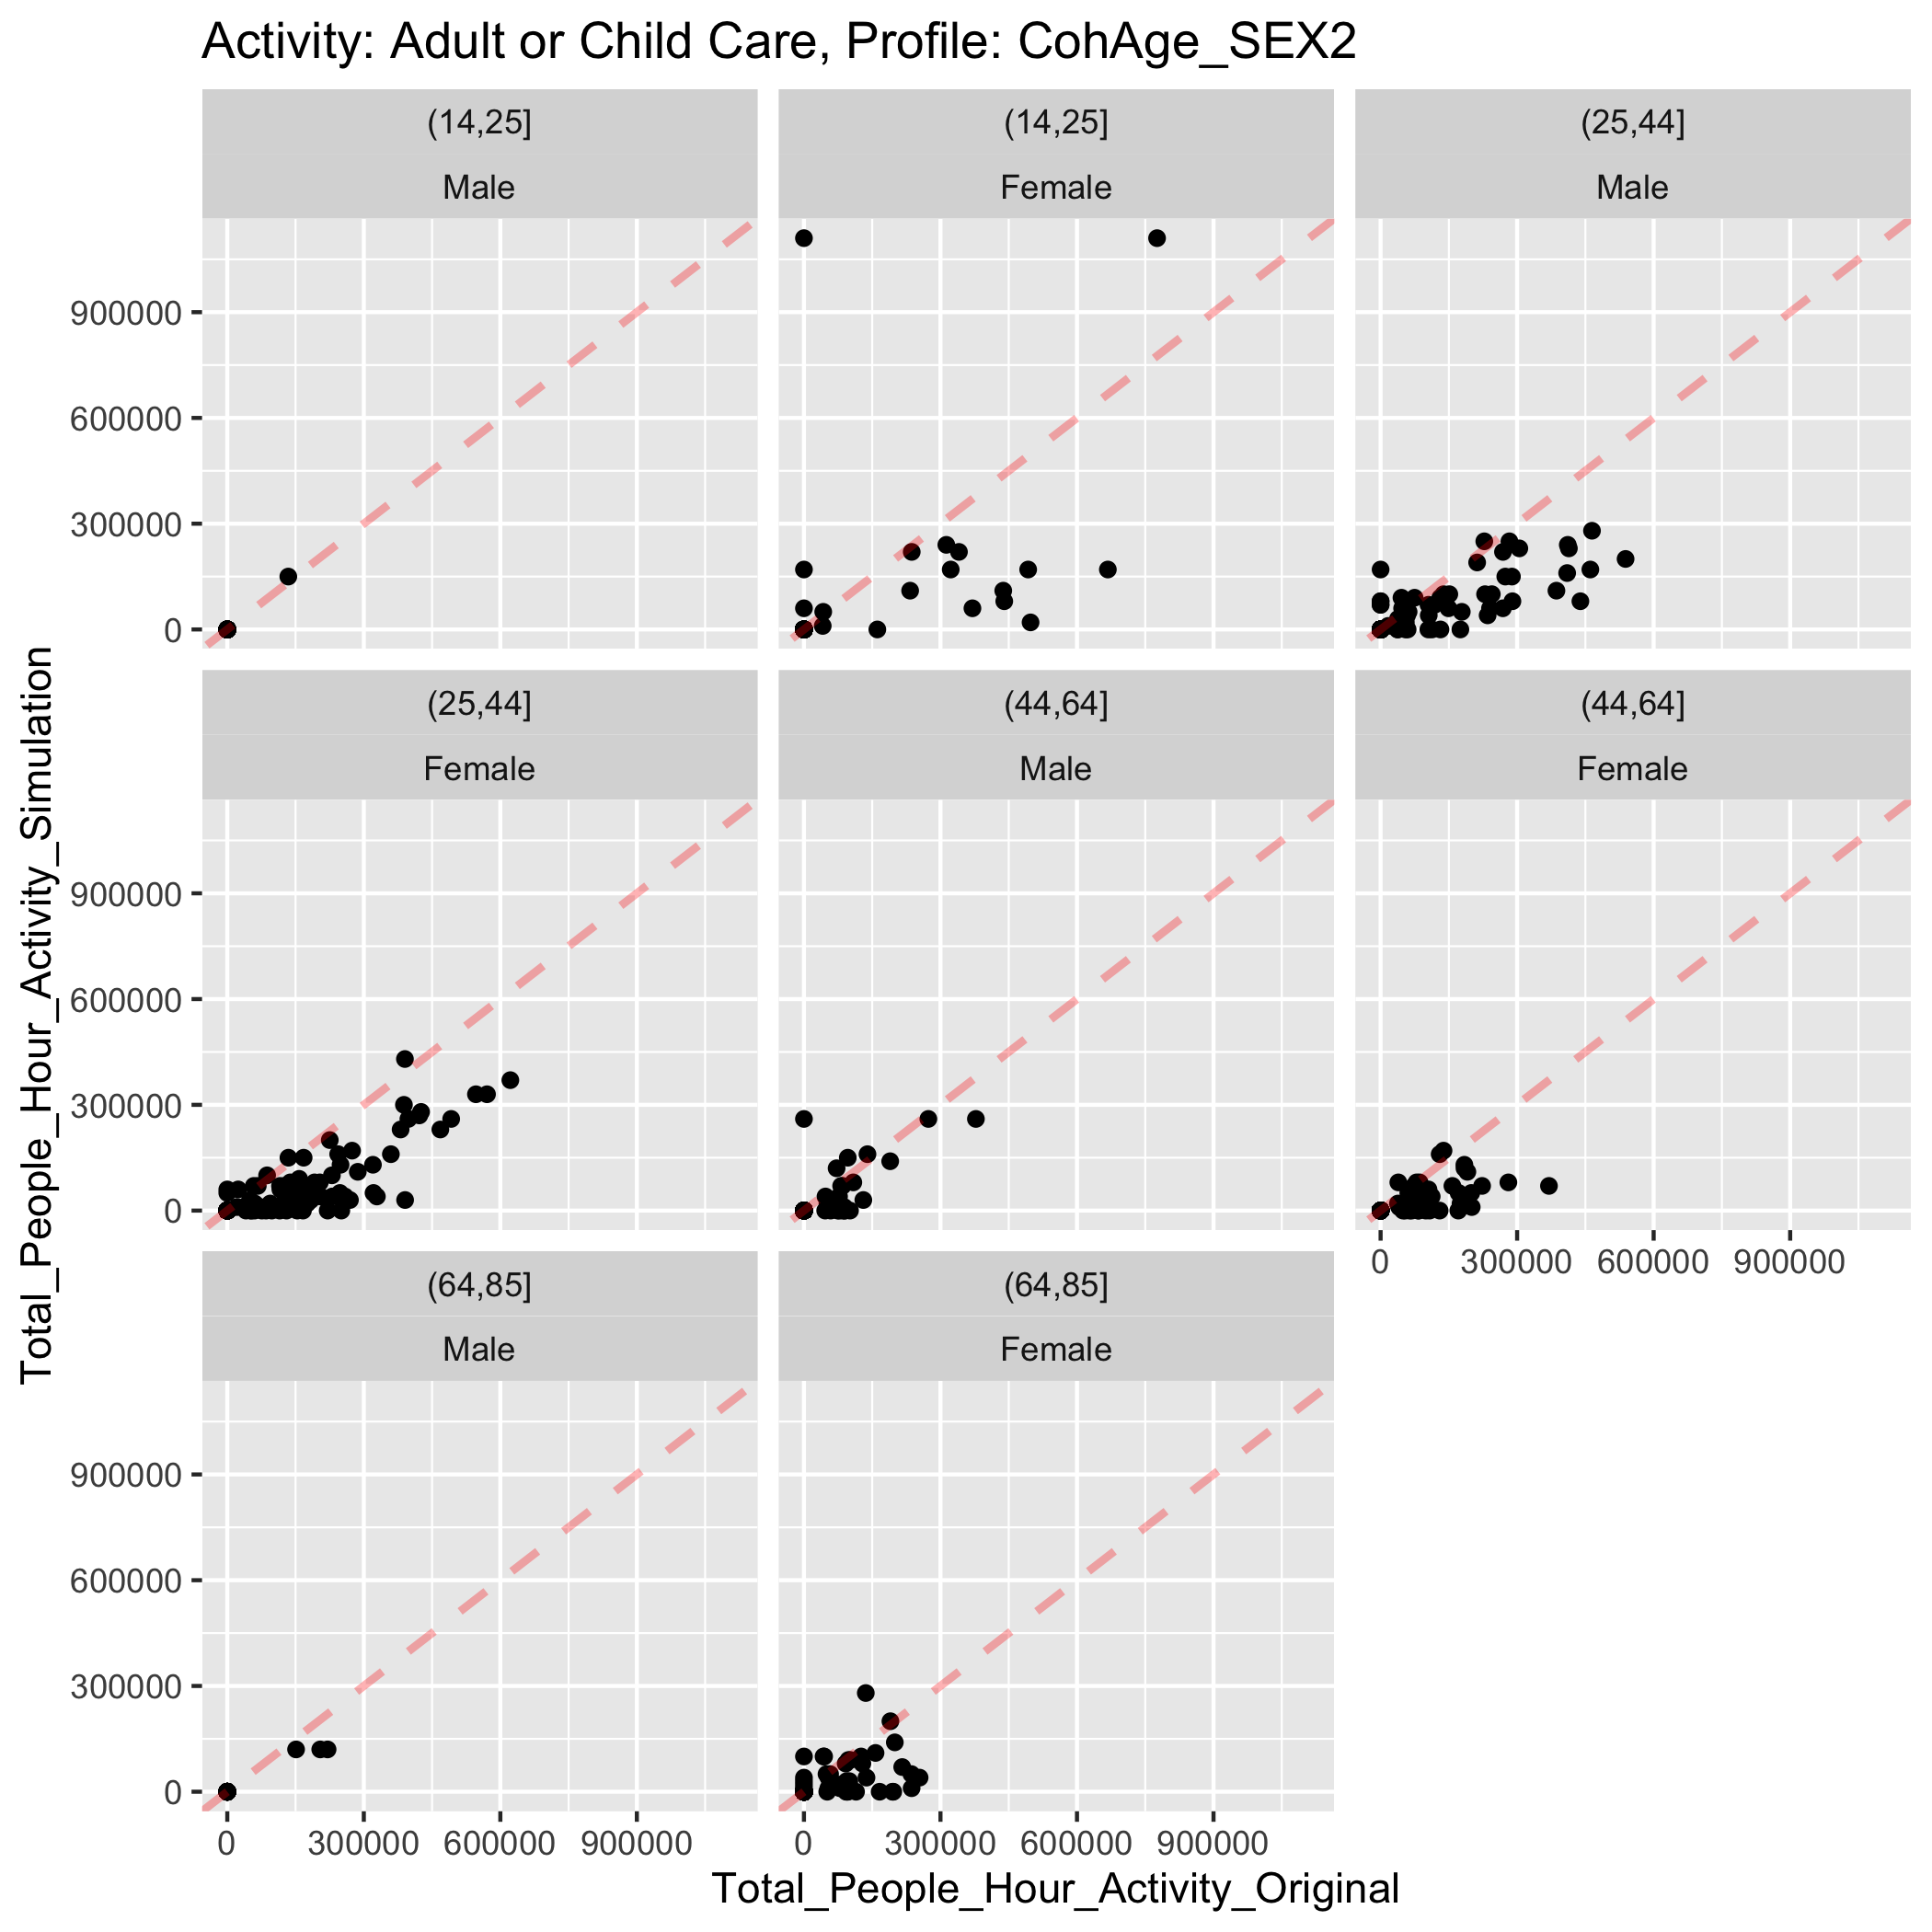 Activity: Adult or Child Care, Profile: CohAge_SEX2
(14,25]
Male
(14,25]
Female
(25,44]
Male
900000
600000
300000
0
(25,44]
Female
(44,64]
Male
(44,64]
Female
900000
600000
300000
0
0
300000
600000
900000
(64,85]
Male
(64,85]
Female
900000
600000
300000
0
0
300000
600000
900000
0
300000
600000
900000
Total_People_Hour_Activity_Simulation
Total_People_Hour_Activity_Original